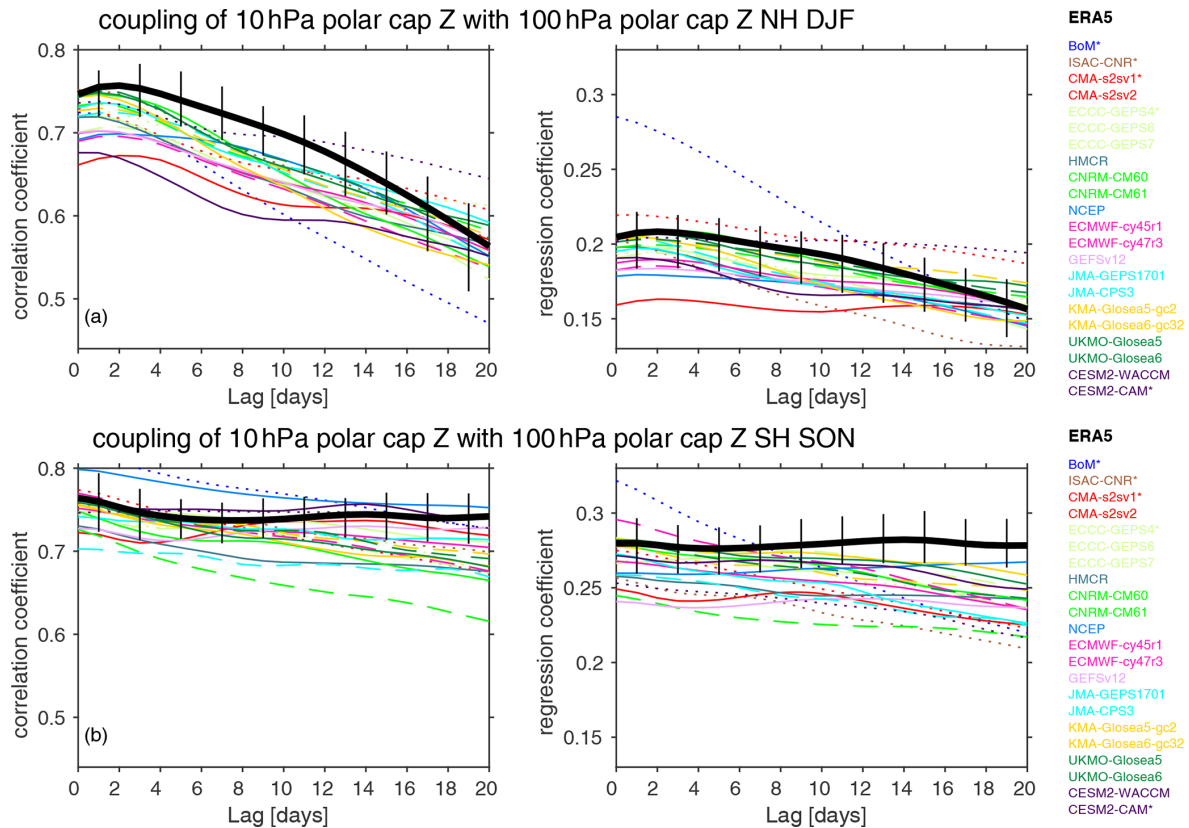 coupling of 10 hPa polar cap Z with 100 hPa polar cap Z NH DJF
0.8
0.7
0.6
0.5
correlation coefficient
(a)
0 2 4 6 8 10 12 14 16 18 20
Lag [days]
0.3
0.25
0.2
0.15
regression coefficient
0 2 4 6 8 10 12 14 16 18 20
Lag [days]
ERA5
BoM*
ISAC-CNR*
CMA-s2sv1*
CMA-s2sv2
ECCC-GEPS4*
ECCC-GEPS6
ECCC-GEPS7
HMCR
CNRM-CM60
CNRM-CM61
NCEP
ECMWF-cy45r1
ECMWF-cy47r3
GEFSv12
JMA-GEPS1701
JMA-CPS3
KMA-Glosea5-gc2
KMA-Glosea6-gc32
UKMO-Glosea5
UKMO-Glosea6
CESM2-WACCM
CESM2-CAM*
coupling of 10 hPa polar cap Z with 100 hPa polar cap Z SH SON
0.8
0.7
0.6
0.5
correlation coefficient
(b)
0 2 4 6 8 10 12 14 16 18 20
Lag [days]
0.3
0.25
0.2
0.15
regression coefficient
0 2 4 6 8 10 12 14 16 18 20
Lag [days]
ERA5
BoM*
ISAC-CNR*
CMA-s2sv1*
CMA-s2sv2
ECCC-GEPS4*
ECCC-GEPS6
ECCC-GEPS7
HMCR
CNRM-CM60
CNRM-CM61
NCEP
ECMWF-cy45r1
ECMWF-cy47r3
GEFSv12
JMA-GEPS1701
JMA-CPS3
KMA-Glosea5-gc2
KMA-Glosea6-gc32
UKMO-Glosea5
UKMO-Glosea6
CESM2-WACCM
CESM2-CAM*